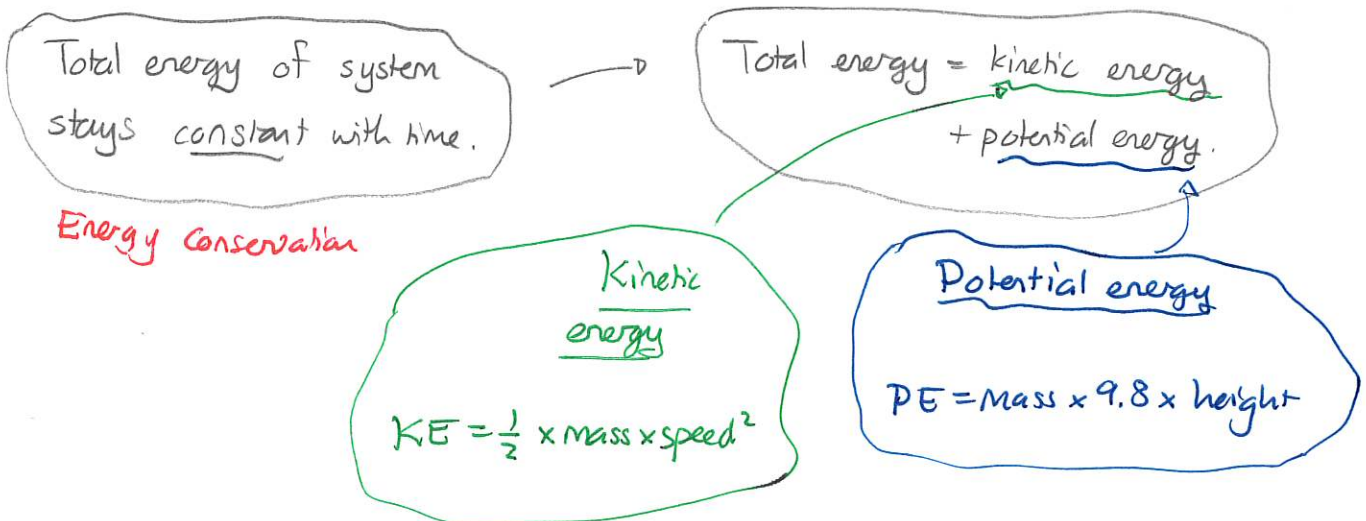 Total energy of system
stays constant with time.
Energy conservation
Total energy = kinetic energy
+ potential energy.
Kinetic
energy
KE = 1/2 × mass × speed²
Potential energy
PE = mass × 9.8 × height